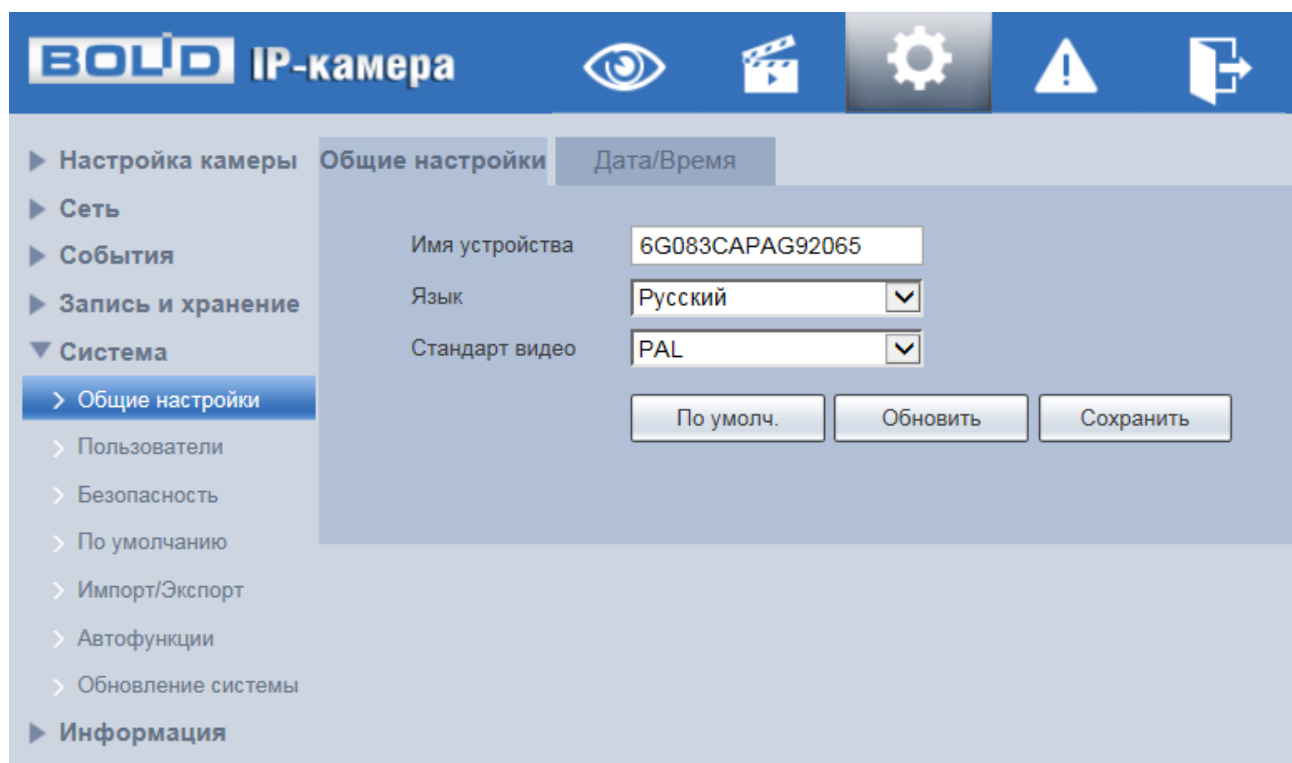 BOLID IP-камера
Настройка камеры
Сеть
События
Запись и хранение
Система
Общие настройки
Пользователи
Безопасность
По умолчанию
Импорт/Экспорт
Автофункции
Обновление системы
Информация
Общие настройки Дата/Время
Имя устройства 6G083CAPAG92065
Язык Русский
Стандарт видео PAL
По умолч. Обновить Сохранить